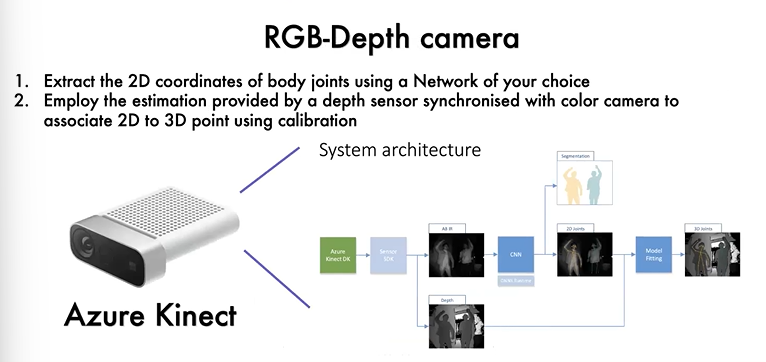 RGB-Depth camera
1. Extract the 2D coordinates of body joints using a Network of your choice
2. Employ the estimation provided by a depth sensor synchronised with color camera to
associate 2D to 3D point using calibration
System architecture
Segmentation
AB IR
2D Joints
3D Joints
Azure
Kinect DK
Sensor
SDK
CNN
Model
Fitting
Depth
Azure Kinect